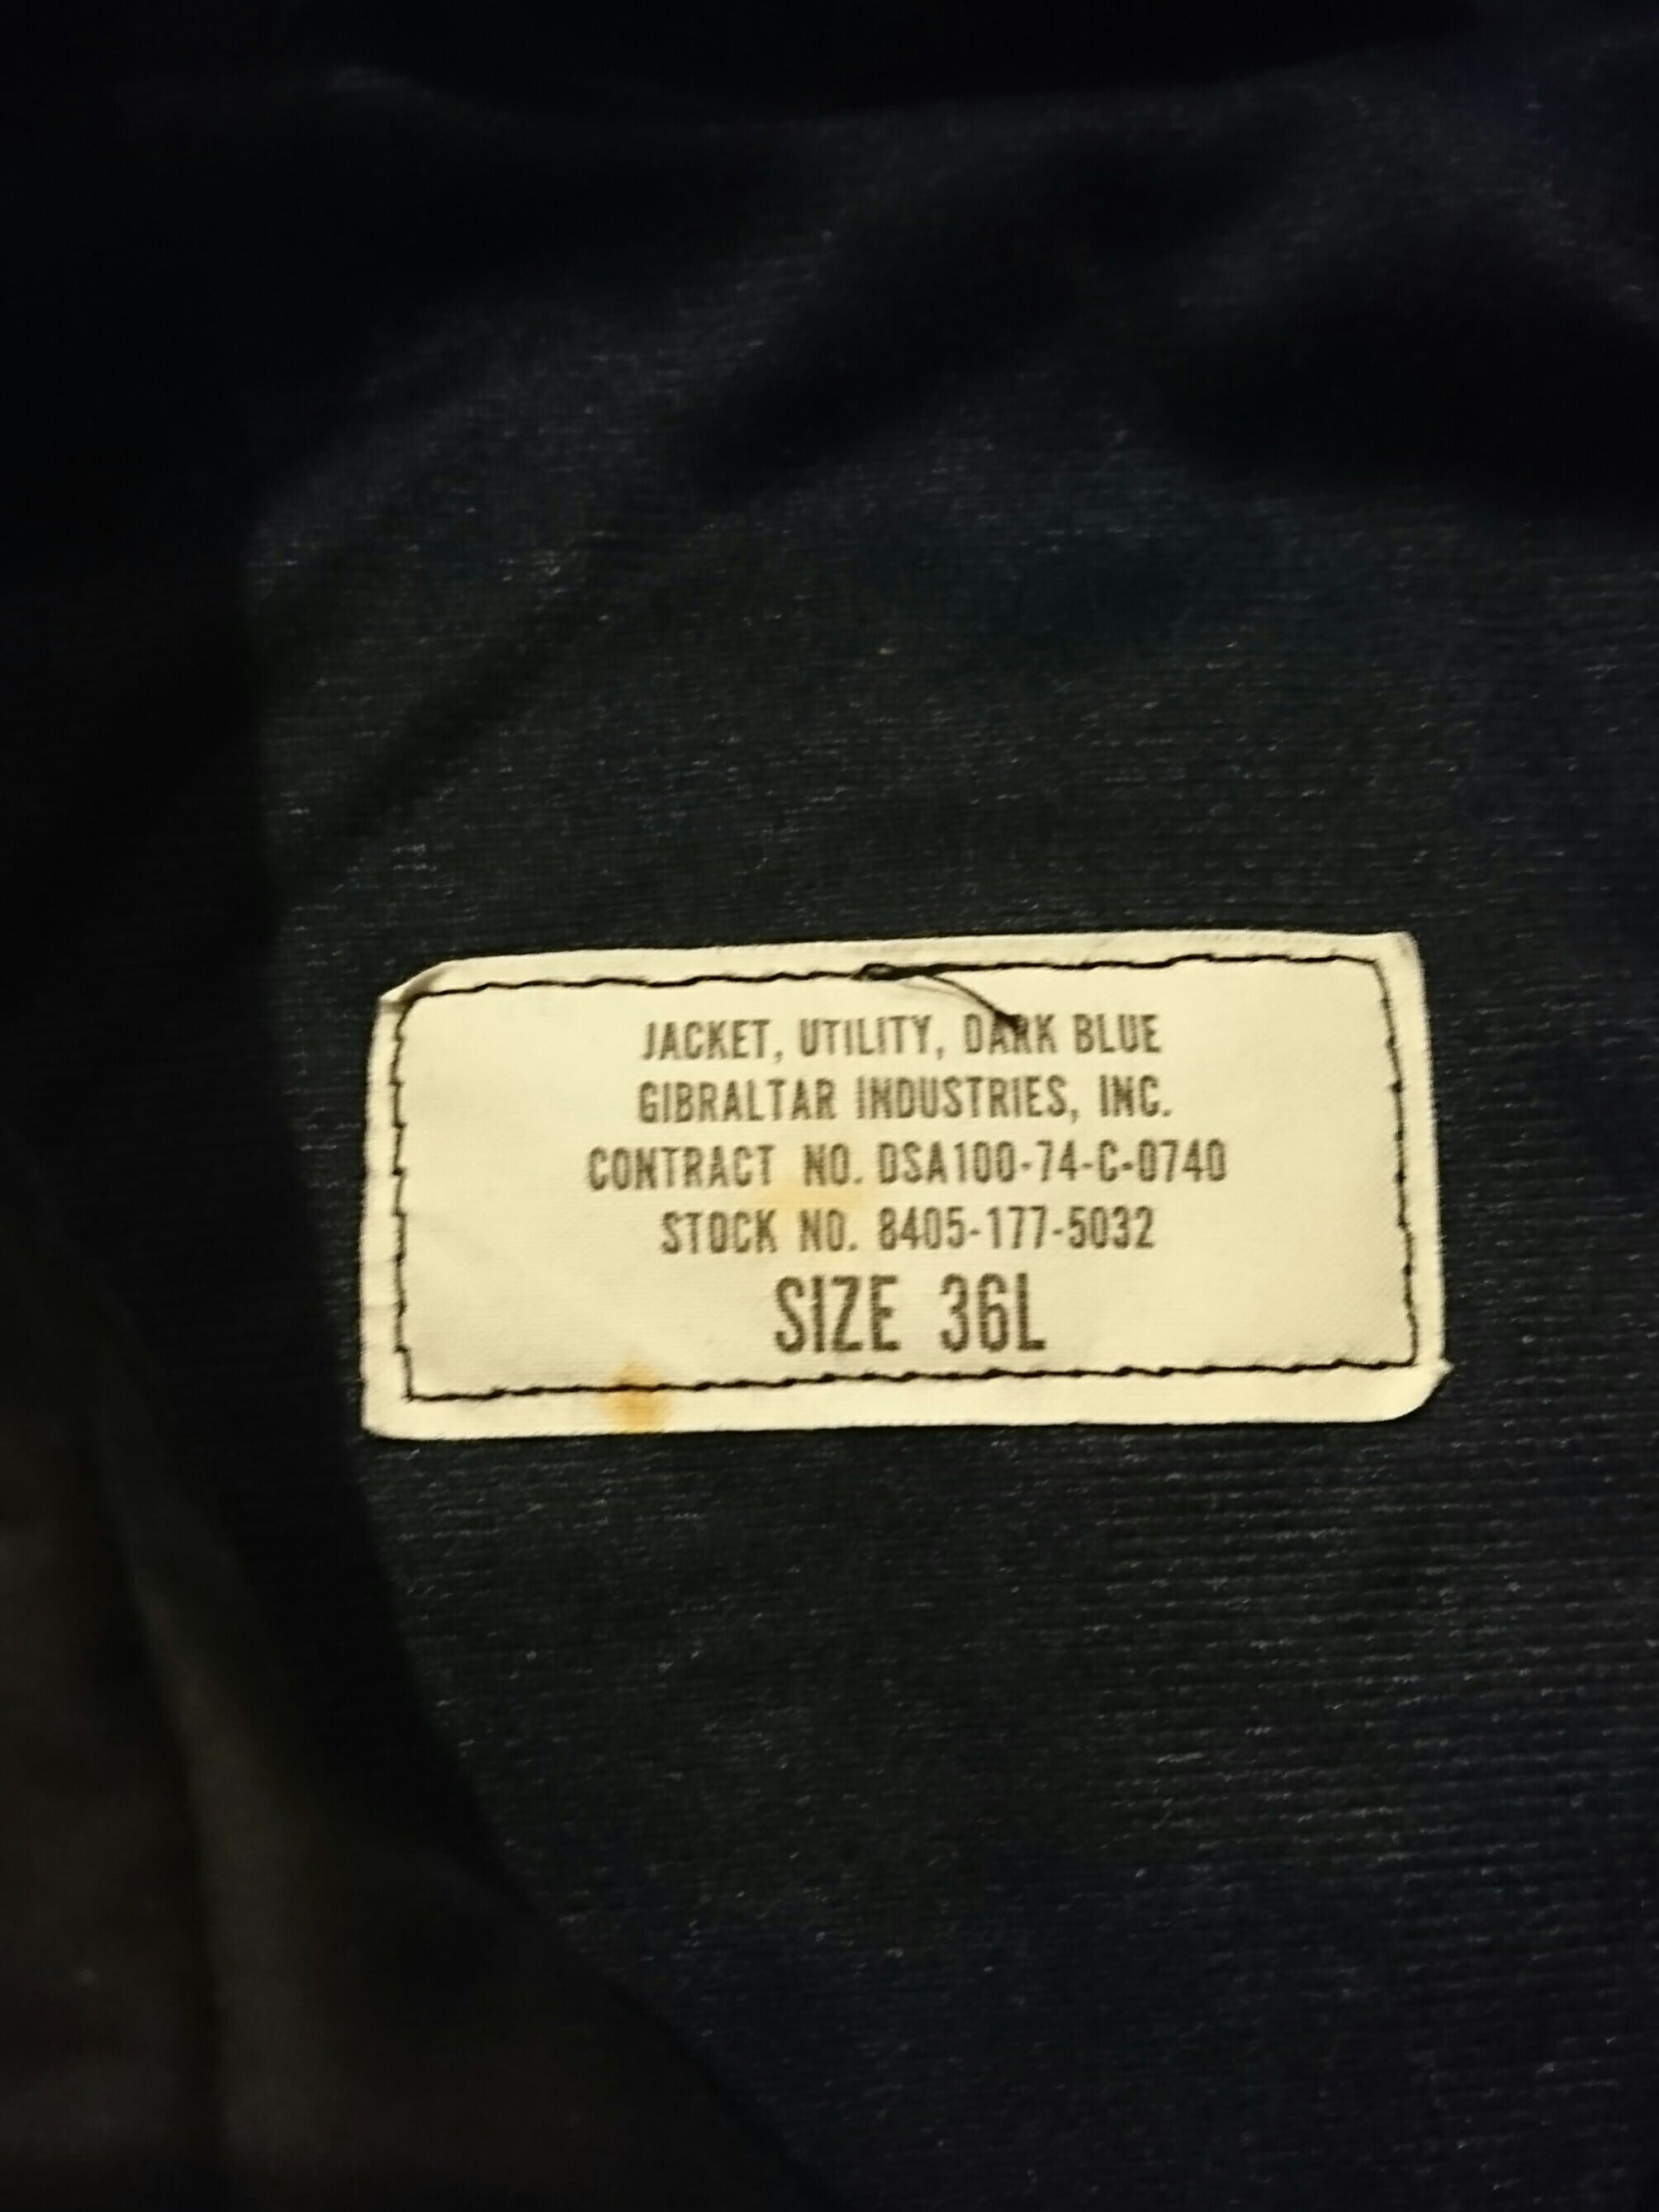 JACKET, UTILITY, DARK BLUE
GIBRALTAR INDUSTRIES, INC.
CONTRACT NO. DSA100-74-C-0740
STOCK NO. 8405-177-5032
SIZE 36L